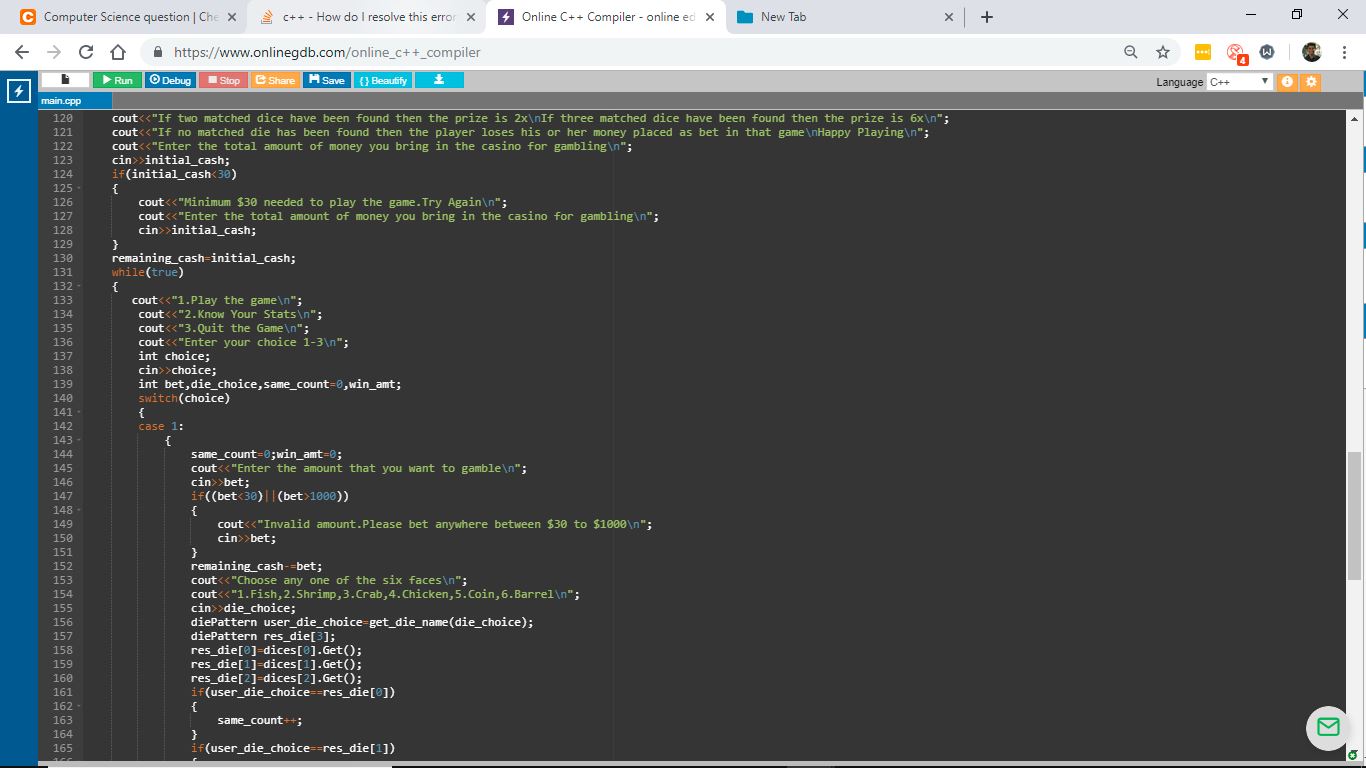 Computer Science question | Che
c++ - How do I resolve this error
Online C++ Compiler - online ed
New Tab
https://www.onlinegdb.com/online_c++_compiler
4
Run
Debug
Stop
Share
Save
{ } Beautify
Language
C++
main.cpp
120 cout<<"If two matched dice have been found then the prize is 2x\nIf three matched dice have been found then the prize is 6x\n";
121 cout<<"If no matched die has been found then the player loses his or her money placed as bet in that game\nHappy Playing\n";
122 cout<<"Enter the total amount of money you bring in the casino for gambling\n";
123 cin>>initial_cash;
124 if(initial_cash<30)
125 {
126 cout<<"Minimum $30 needed to play the game.Try Again\n";
127 cout<<"Enter the total amount of money you bring in the casino for gambling\n";
128 cin>>initial_cash;
129 }
130 remaining_cash=initial_cash;
131 while(true)
132 {
133 cout<<"1.Play the game\n";
134 cout<<"2.Know Your Stats\n";
135 cout<<"3.Quit the Game\n";
136 cout<<"Enter your choice 1-3\n";
137 int choice;
138 cin>>choice;
139 int bet,die_choice,same_count=0,win_amt;
140 switch(choice)
141 {
142 case 1:
143 {
144 same_count=0;win_amt=0;
145 cout<<"Enter the amount that you want to gamble\n";
146 cin>>bet;
147 if((bet<30)||(bet>1000))
148 {
149 cout<<"Invalid amount.Please bet anywhere between $30 to $1000\n";
150 cin>>bet;
151 }
152 remaining_cash-=bet;
153 cout<<"Choose any one of the six faces\n";
154 cout<<"1.Fish,2.Shrimp,3.Crab,4.Chicken,5.Coin,6.Barrel\n";
155 cin>>die_choice;
156 diePattern user_die_choice=get_die_name(die_choice);
157 diePattern res_die[3];
158 res_die[0]=dices[0].Get();
159 res_die[1]=dices[1].Get();
160 res_die[2]=dices[2].Get();
161 if(user_die_choice==res_die[0])
162 {
163 same_count++;
164 }
165 if(user_die_choice==res_die[1])